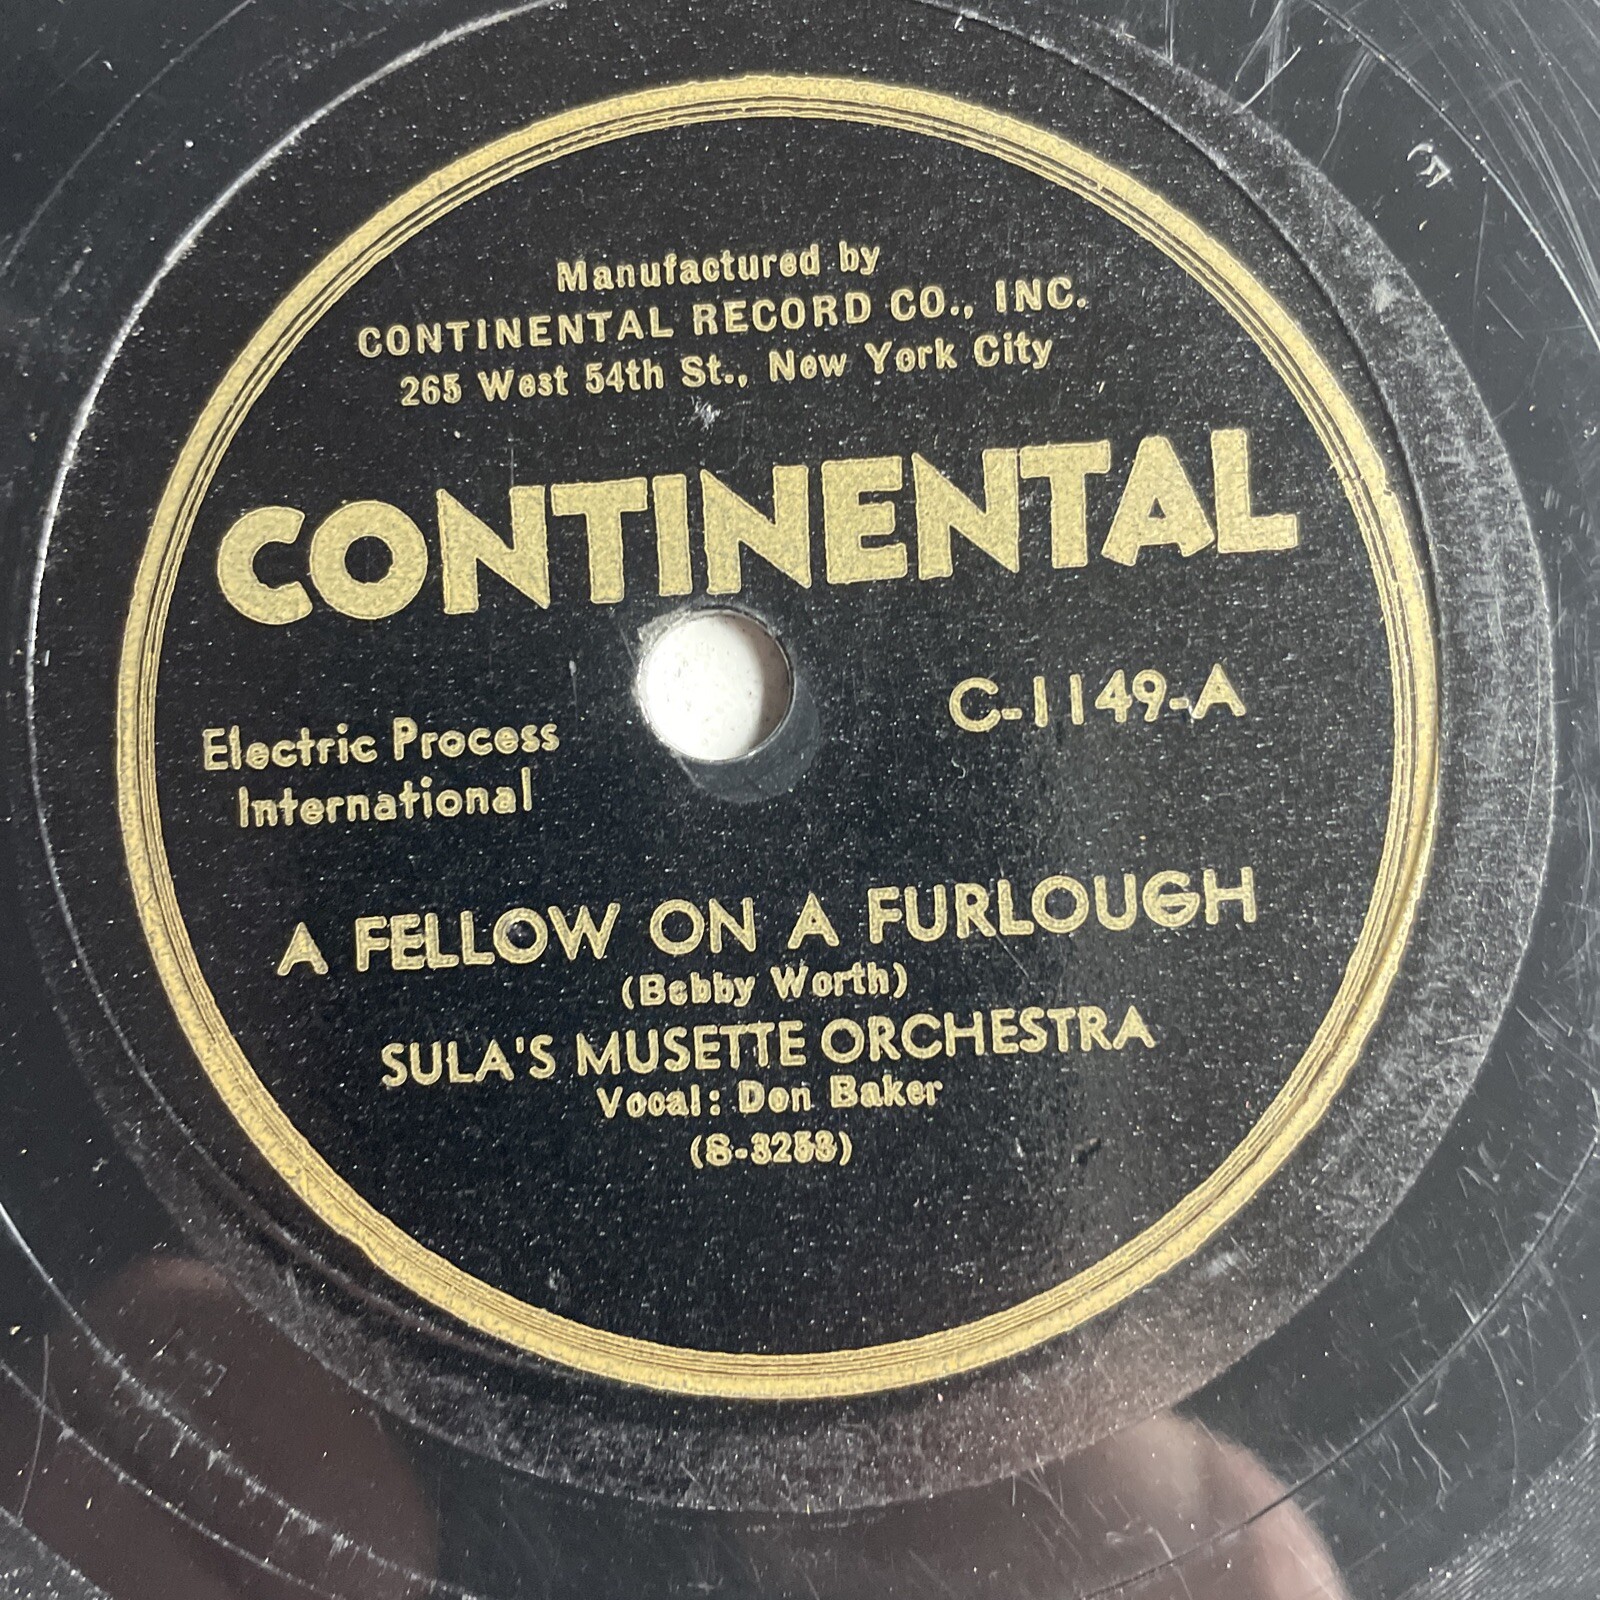 Manufactured by
CONTINENTAL RECORD CO., INC.
265 West 54th St., New York City
CONTINENTAL
C-1149-A
Electric Process
International
A FELLOW ON A FURLOUGH
(Bobby Worth)
SULA'S MUSETTE ORCHESTRA
Vocal: Don Baker
(S-3253)